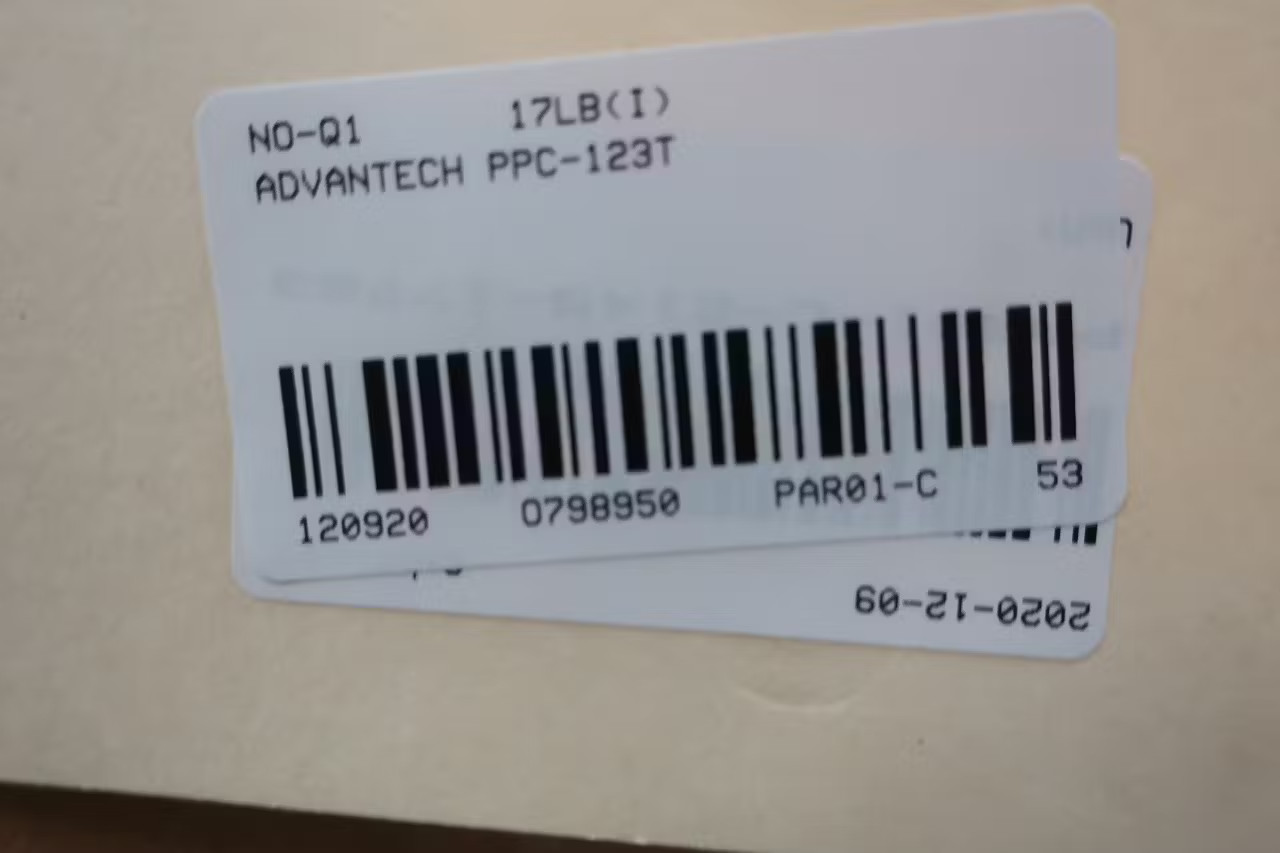 NO-Q1 17LB(I)
ADVANTECH PPC-123T
120920 0798950 PAR01-C 53
2020-12-09